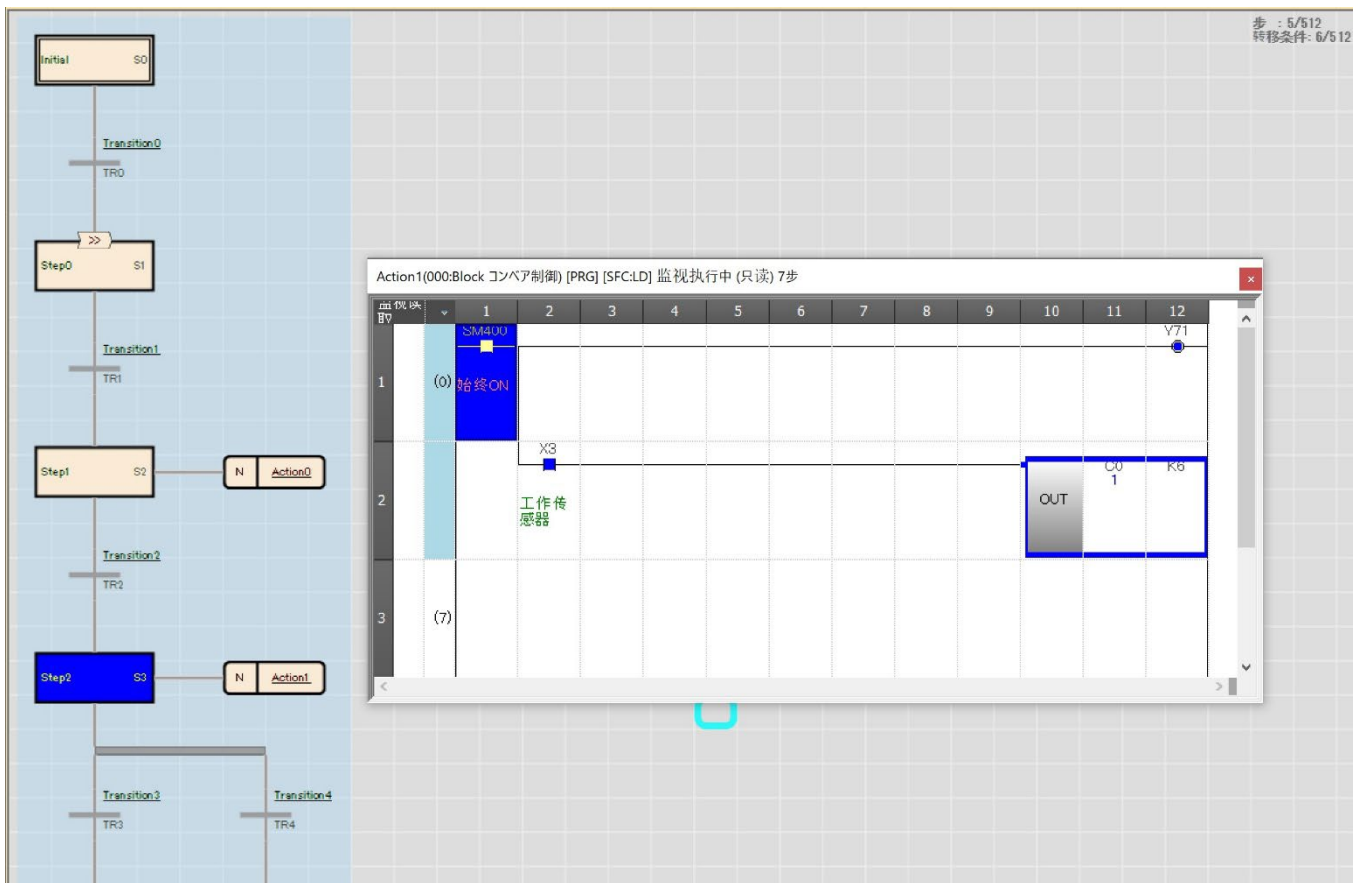 步 : 5/512
转移条件: 6/512
Initial S0
Transition0
TR0
>>
Step0 S1
Transition1
TR1
Step1 S2
N Action0
Transition2
TR2
Step2 S3
N Action1
Transition3
TR3
Transition4
TR4
Action1(000:Block コンベア制御) [PRG] [SFC:LD] 监视执行中 (只读) 7步
×
监视读
取
1 2 3 4 5 6 7 8 9 10 11 12
SM400 Y71
1 (0) 始终ON
X3 C0 K6
1
2 OUT
工作传
感器
3 (7)